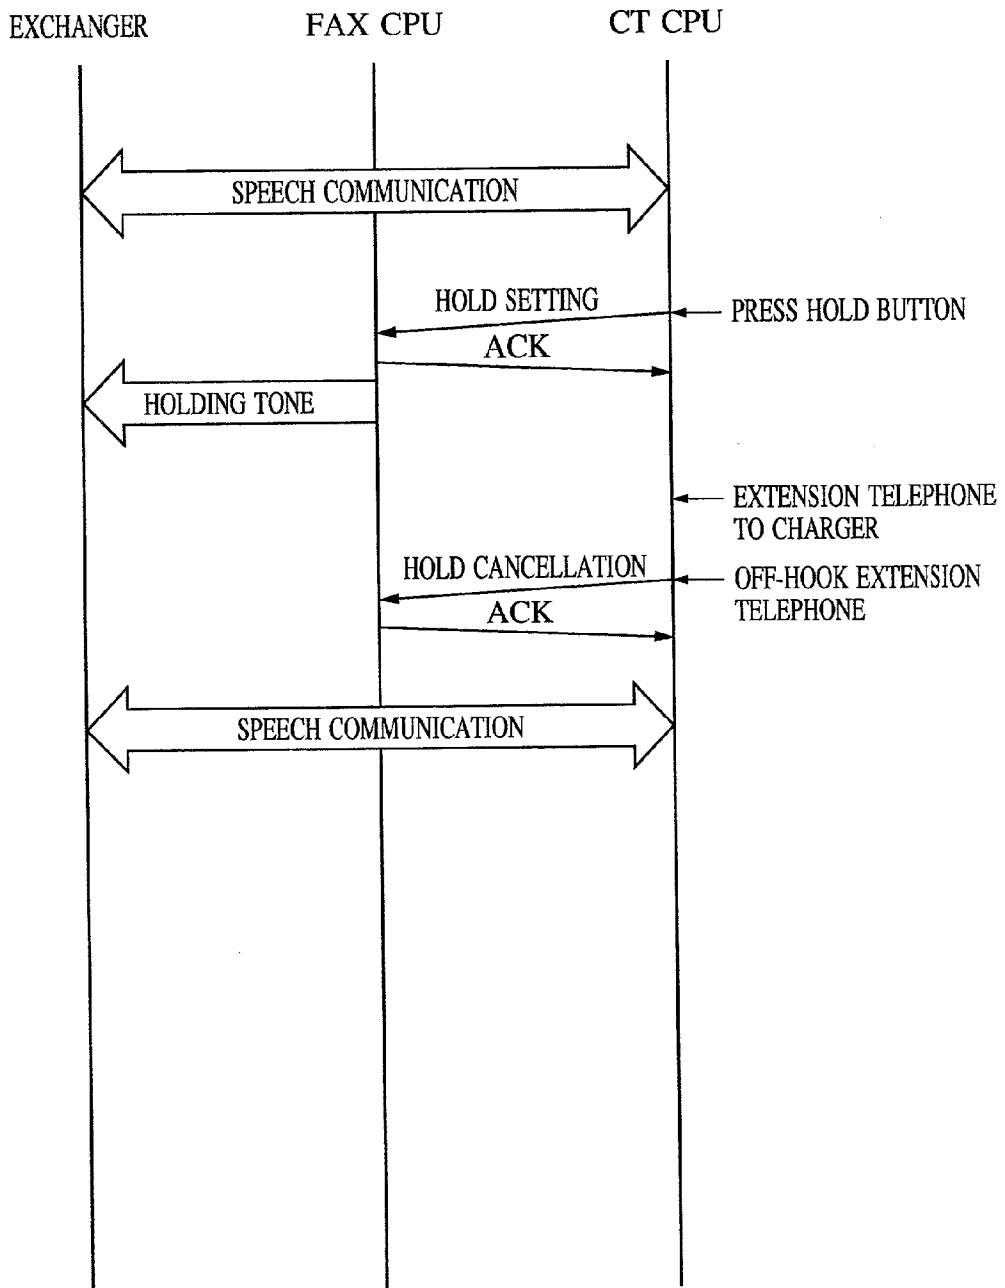 EXCHANGER
FAX CPU
CT CPU
SPEECH COMMUNICATION
HOLD SETTING
PRESS HOLD BUTTON
ACK
HOLDING TONE
EXTENSION TELEPHONE
TO CHARGER
HOLD CANCELLATION
OFF-HOOK EXTENSION
TELEPHONE
ACK
SPEECH COMMUNICATION